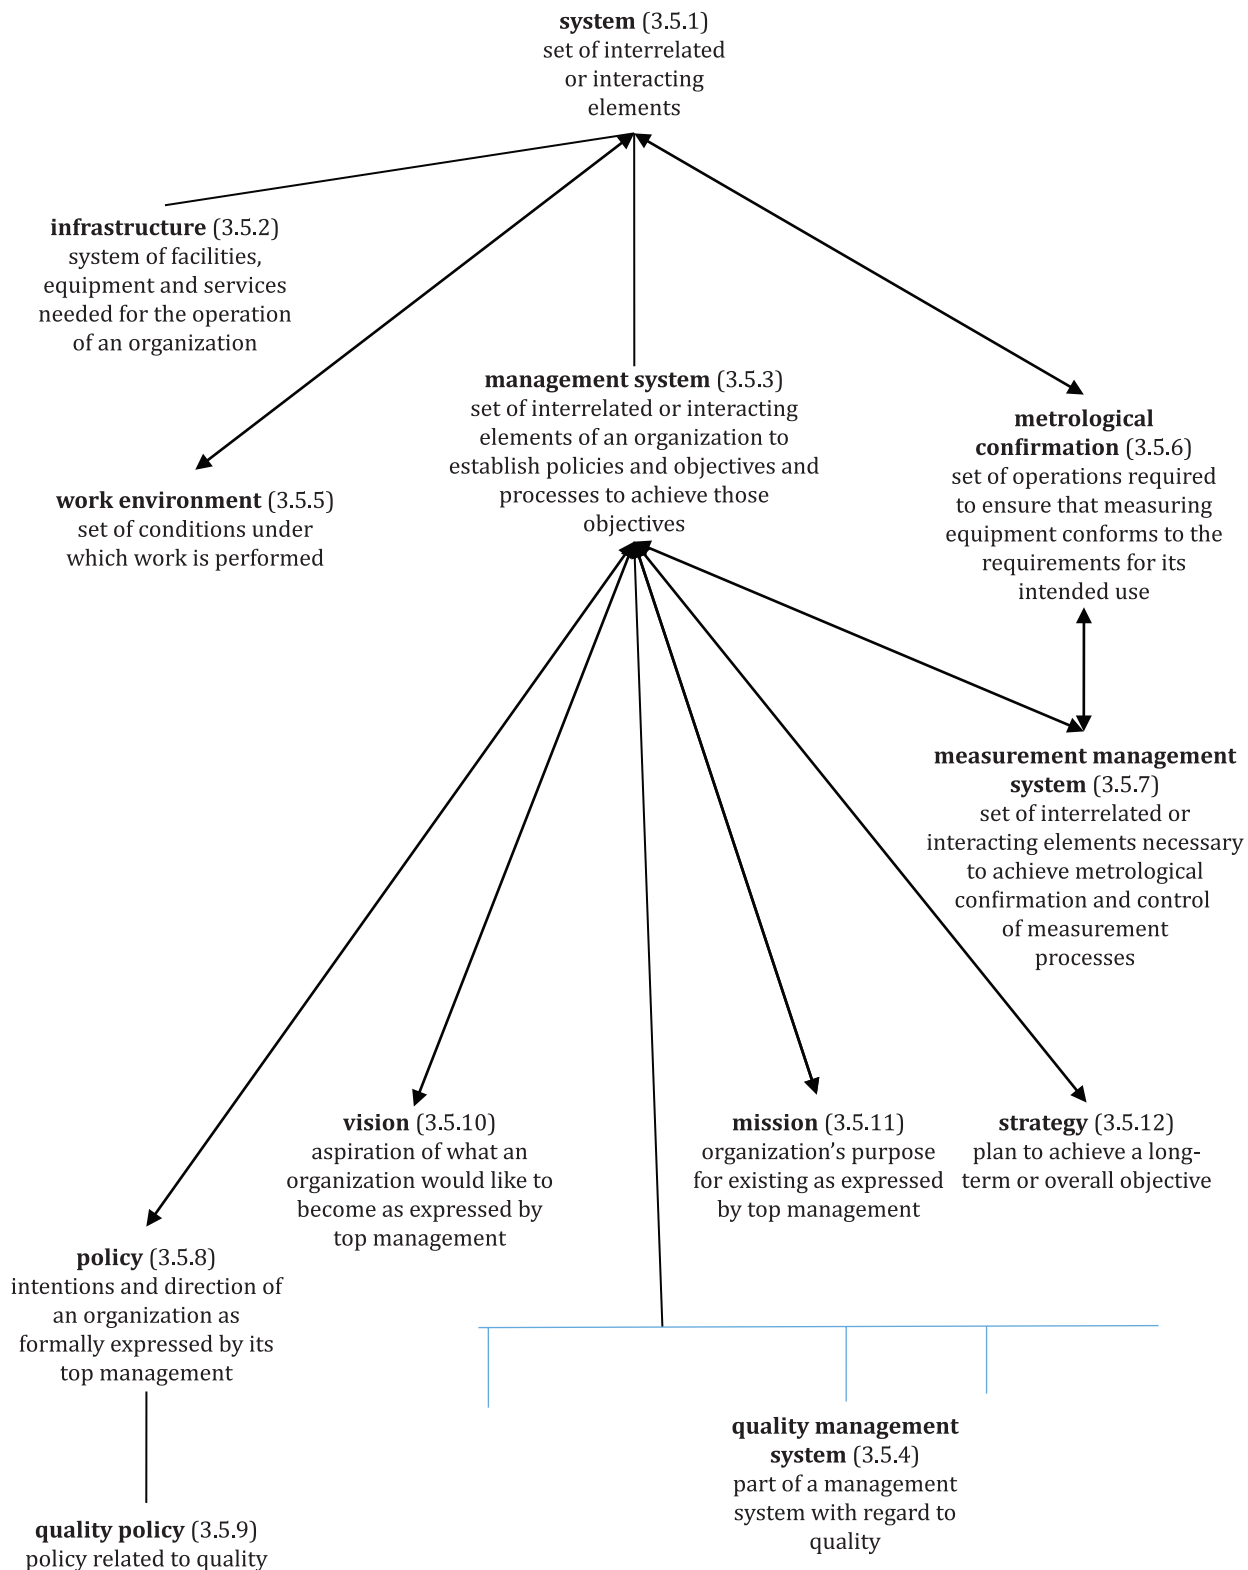 system (3.5.1)
set of interrelated
or interacting
elements
infrastructure (3.5.2)
system of facilities,
equipment and services
needed for the operation
of an organization
management system (3.5.3)
set of interrelated or interacting
elements of an organization to
establish policies and objectives and
processes to achieve those
objectives
metrological
confirmation (3.5.6)
set of operations required
to ensure that measuring
equipment conforms to the
requirements for its
intended use
work environment (3.5.5)
set of conditions under
which work is performed
measurement management
system (3.5.7)
set of interrelated or
interacting elements necessary
to achieve metrological
confirmation and control
of measurement
processes
vision (3.5.10)
aspiration of what an
organization would like to
become as expressed by
top management
mission (3.5.11)
organization’s purpose
for existing as expressed
by top management
strategy (3.5.12)
plan to achieve a long-
term or overall objective
policy (3.5.8)
intentions and direction of
an organization as
formally expressed by its
top management
quality management
system (3.5.4)
part of a management
system with regard to
quality
quality policy (3.5.9)
policy related to quality